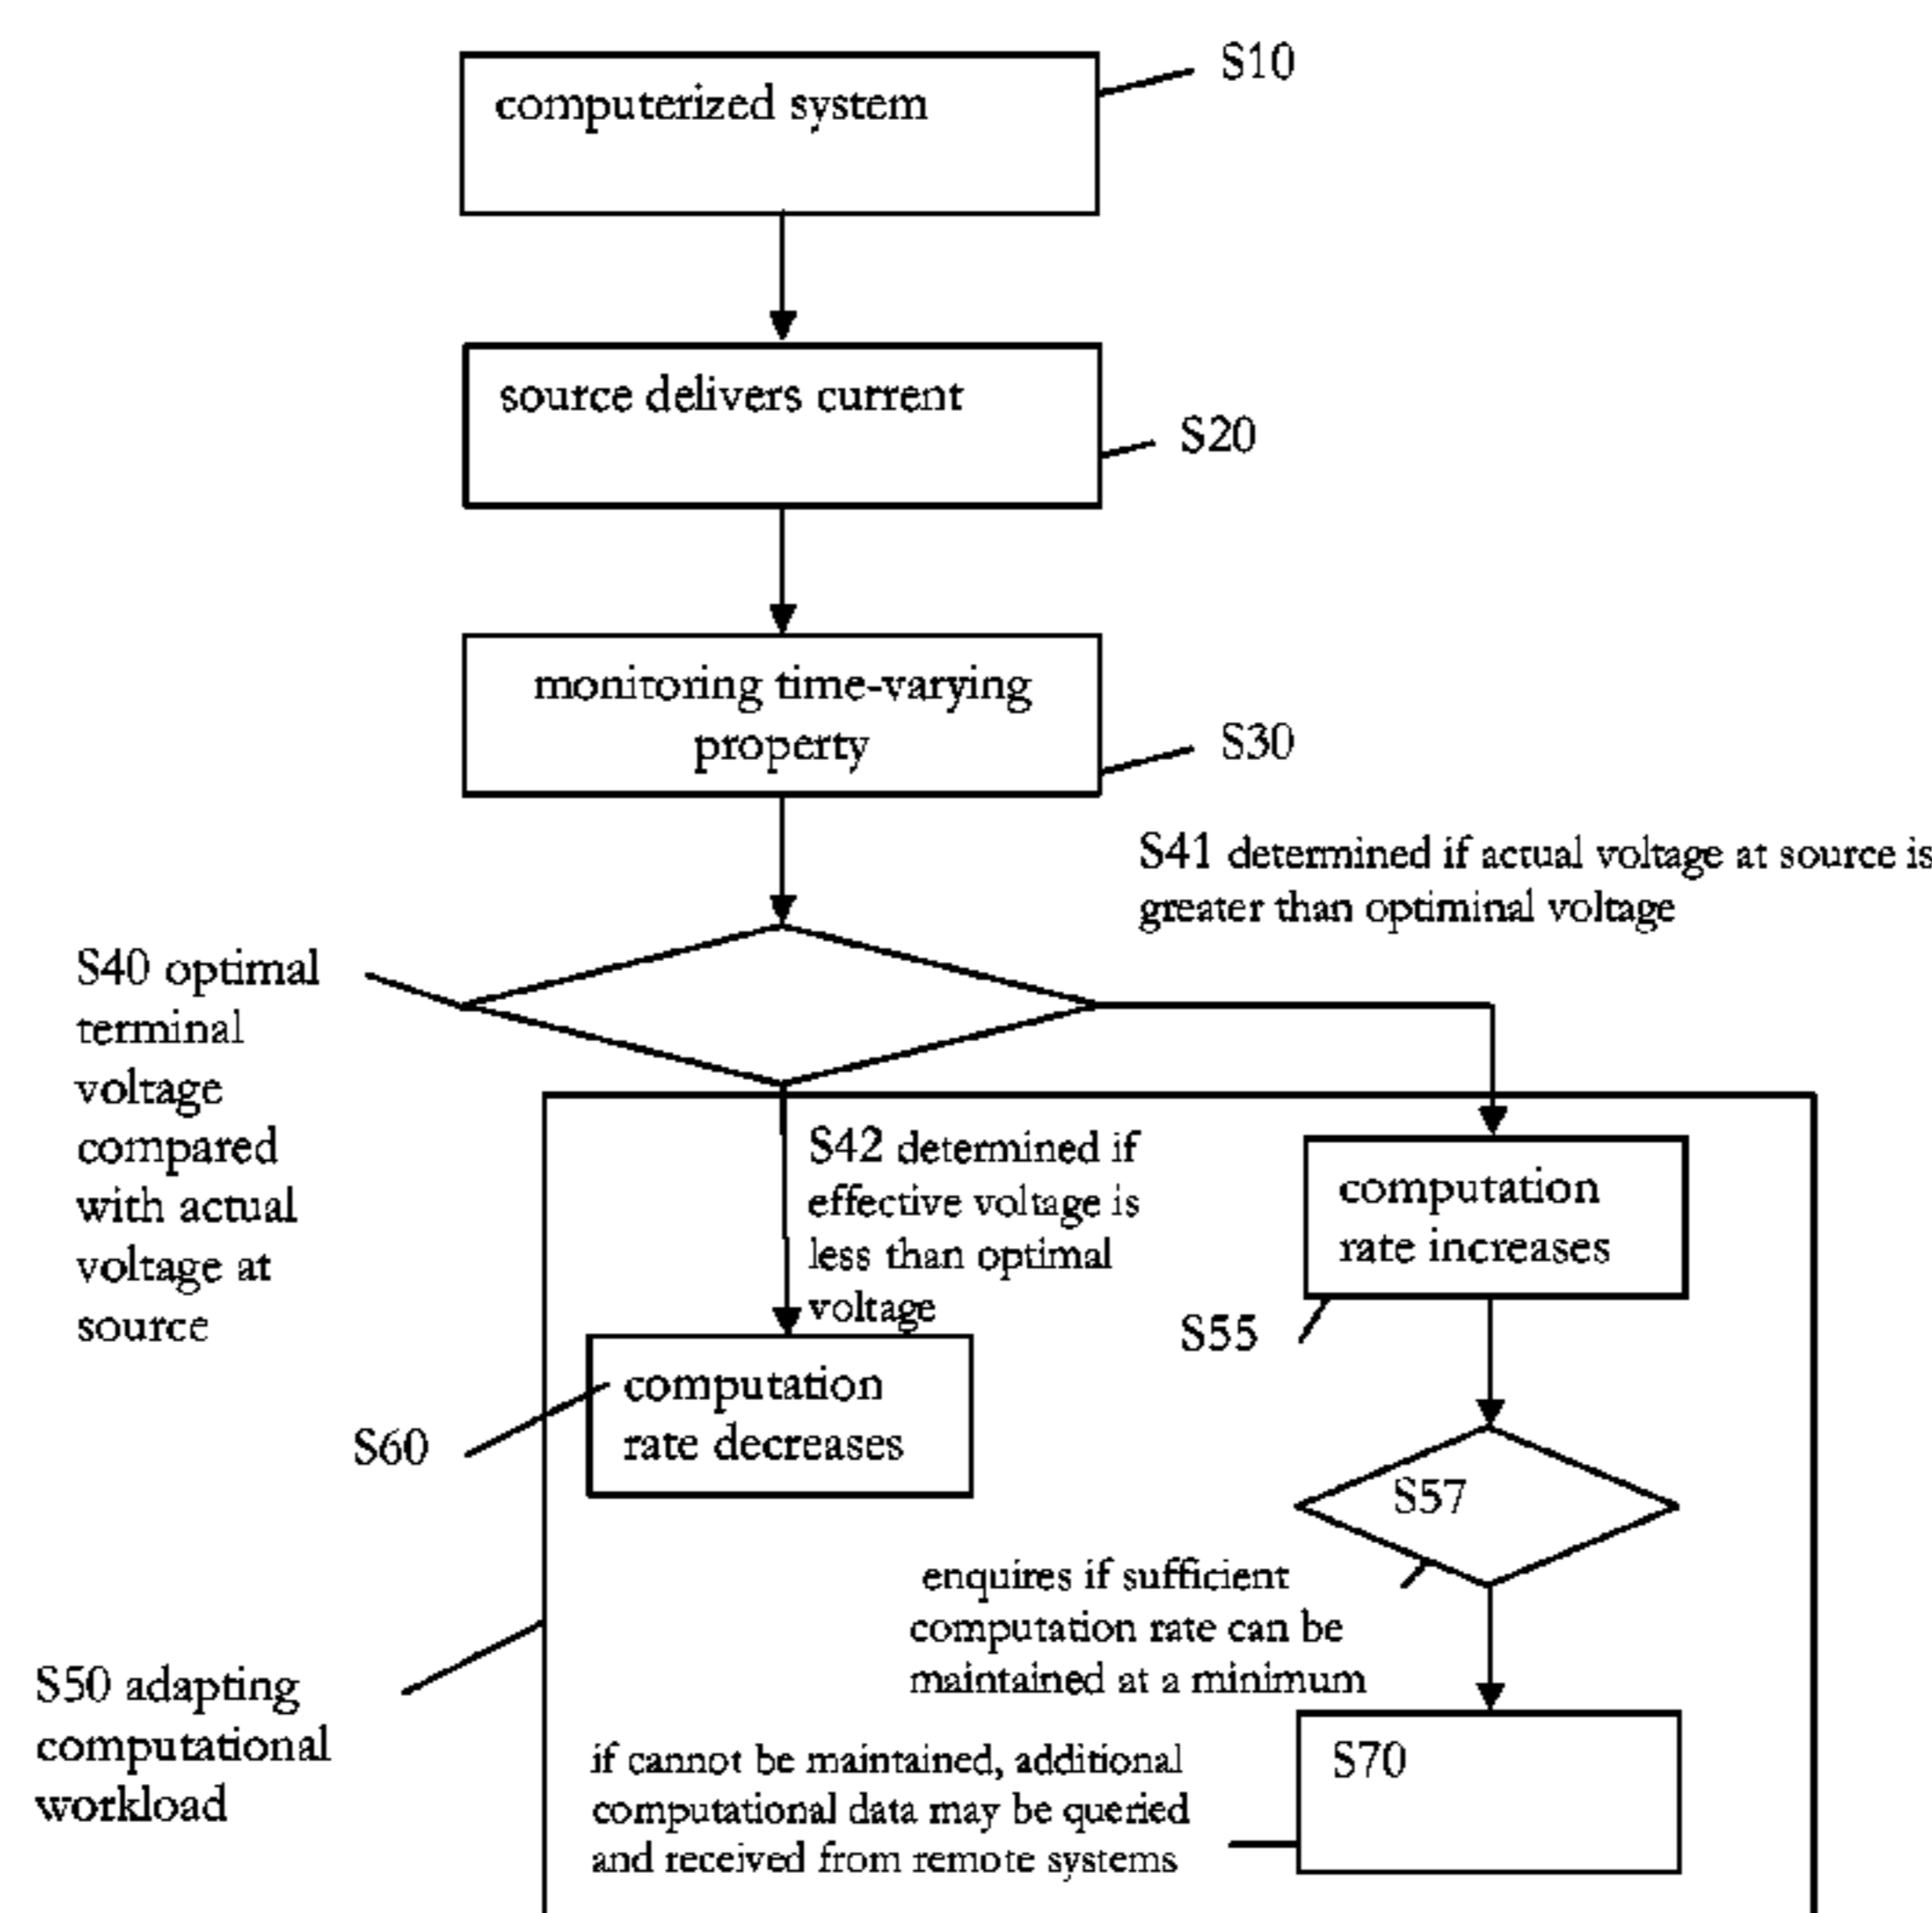 S10
computerized system
source delivers current
S20
monitoring time-varying
property
S30
S41 determined if actual voltage at source is
greater than optiminal voltage
S40 optimal
terminal
voltage
compared
with actual
voltage at
source
S42 determined if
effective voltage is
less than optimal
voltage
computation
rate increases
S55
computation
rate decreases
S60
S57
enquires if sufficient
computation rate can be
maintained at a minimum
S50 adapting
computational
workload
if cannot be maintained, additional
computational data may be queried
and received from remote systems
S70